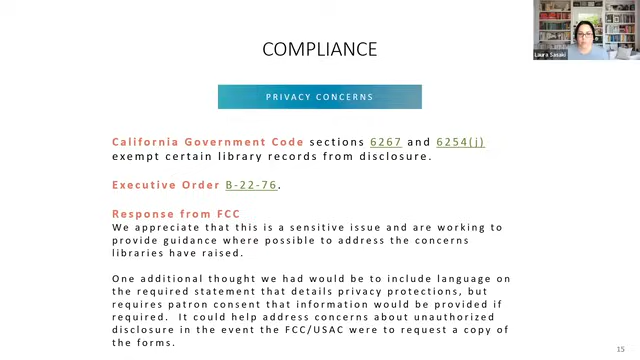 COMPLIANCE
PRIVACY CONCERNS
California Government Code sections 6267 and 6254(j)
exempt certain library records from disclosure.
Executive Order B-22-76.
Response from FCC
We appreciate that this is a sensitive issue and are working to
provide guidance where possible to address the concerns
libraries have raised.
One additional thought we had would be to include language on
the required statement that details privacy protections, but
requires patron consent that information would be provided if
required. It could help address concerns about unauthorized
disclosure in the event the FCC/USAC were to request a copy of
the forms.
Laura Sasaki
15